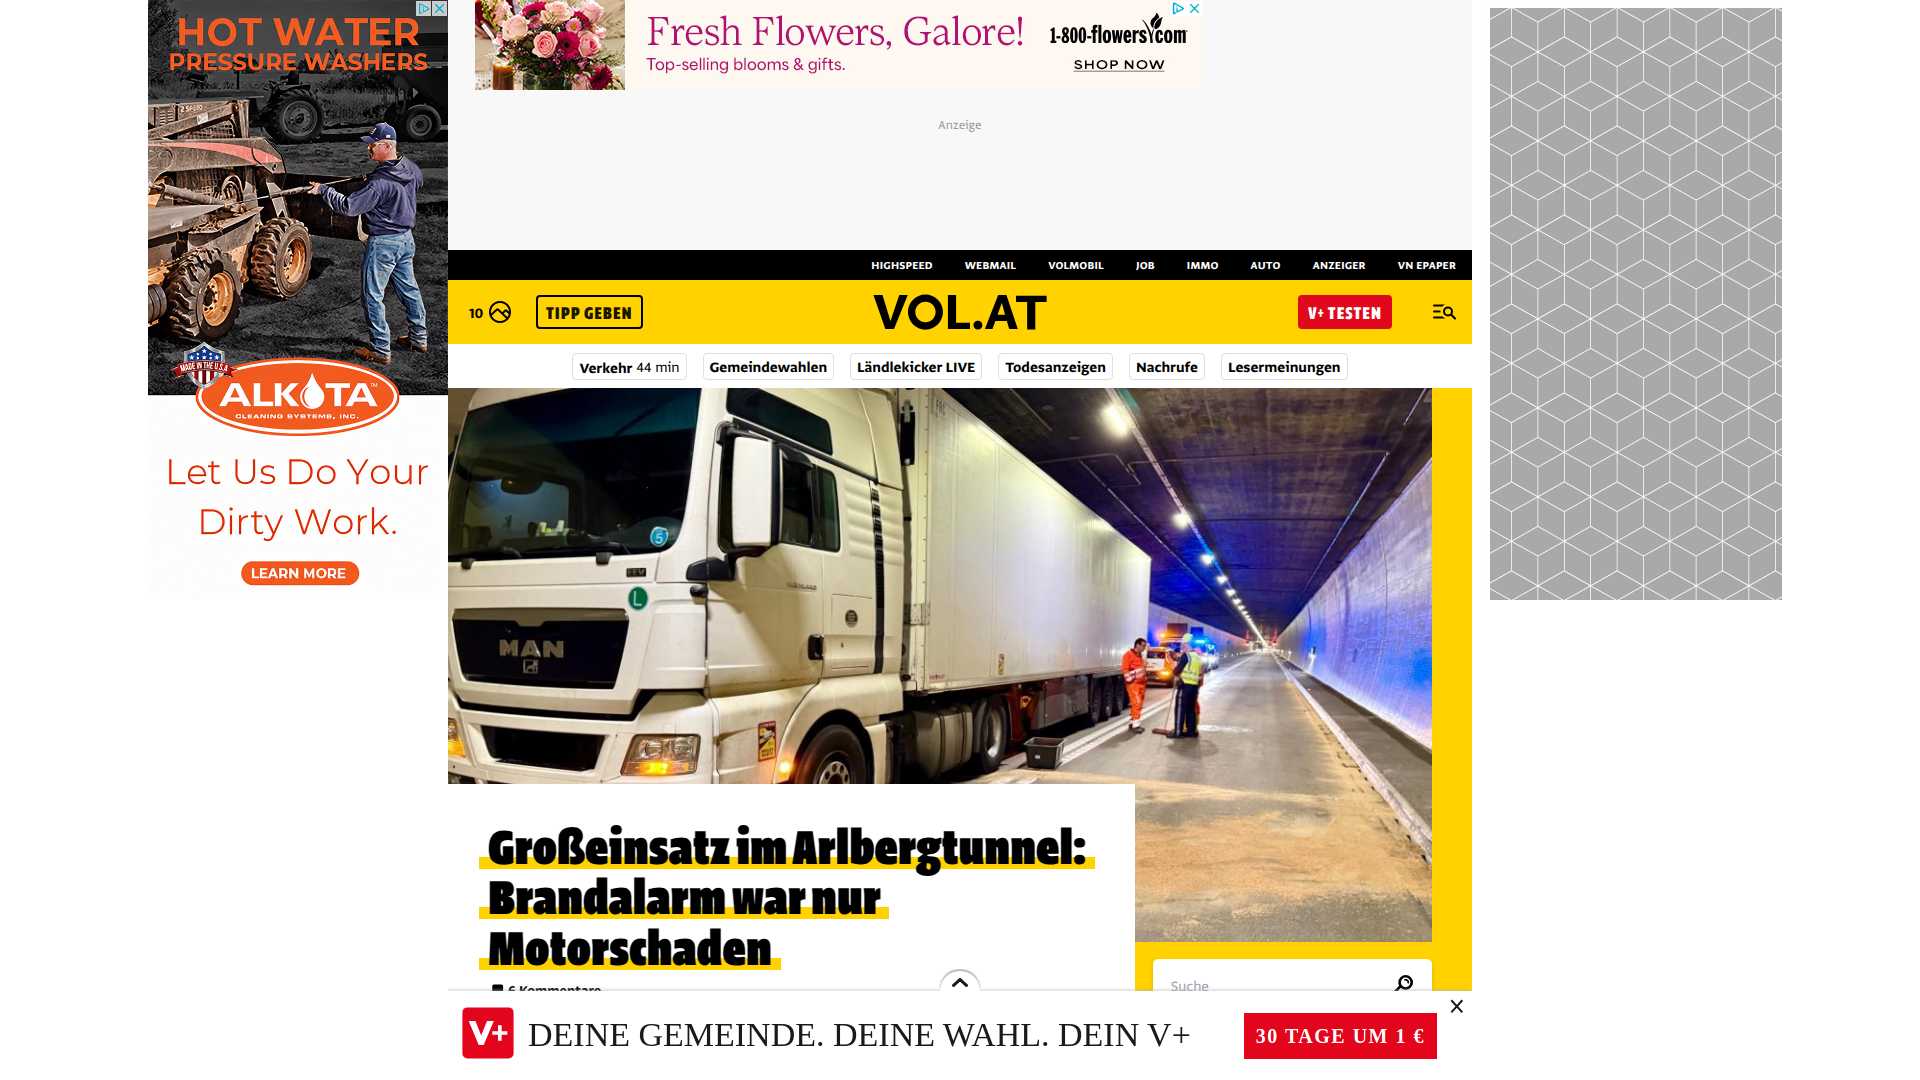 HOT WATER
PRESSURE WASHERS
MADE IN THE U.S.A
ALKOTA™
CLEANING SYSTEMS, INC.
Let Us Do Your
Dirty Work.
LEARN MORE
Fresh Flowers, Galore!
Top-selling blooms & gifts.
1-800-flowers.com
SHOP NOW
Anzeige
HIGHSPEED WEBMAIL VOLMOBIL JOB IMMO AUTO ANZEIGER VN EPAPER
10 TIPP GEBEN VOL.AT V+ TESTEN
Verkehr 44 min Gemeindewahlen Ländlekicker LIVE Todesanzeigen Nachrufe Lesermeinungen
5
L
MAN
Großeinsatz im Arlbergtunnel:
Brandalarm war nur
Motorschaden
6 Kommentare
Suche
V+ DEINE GEMEINDE. DEINE WAHL. DEIN V+ 30 TAGE UM 1 €